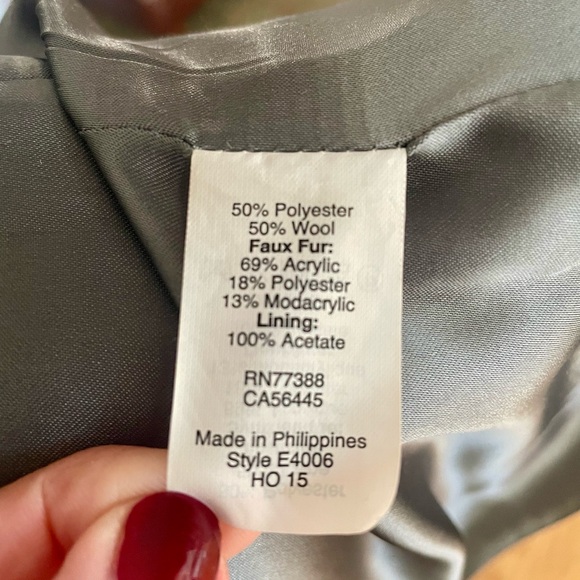 50% Polyester
50% Wool
Faux Fur:
69% Acrylic
18% Polyester
13% Modacrylic
Lining:
100% Acetate
RN77388
CA56445
Made in Philippines
Style E4006
HO 15